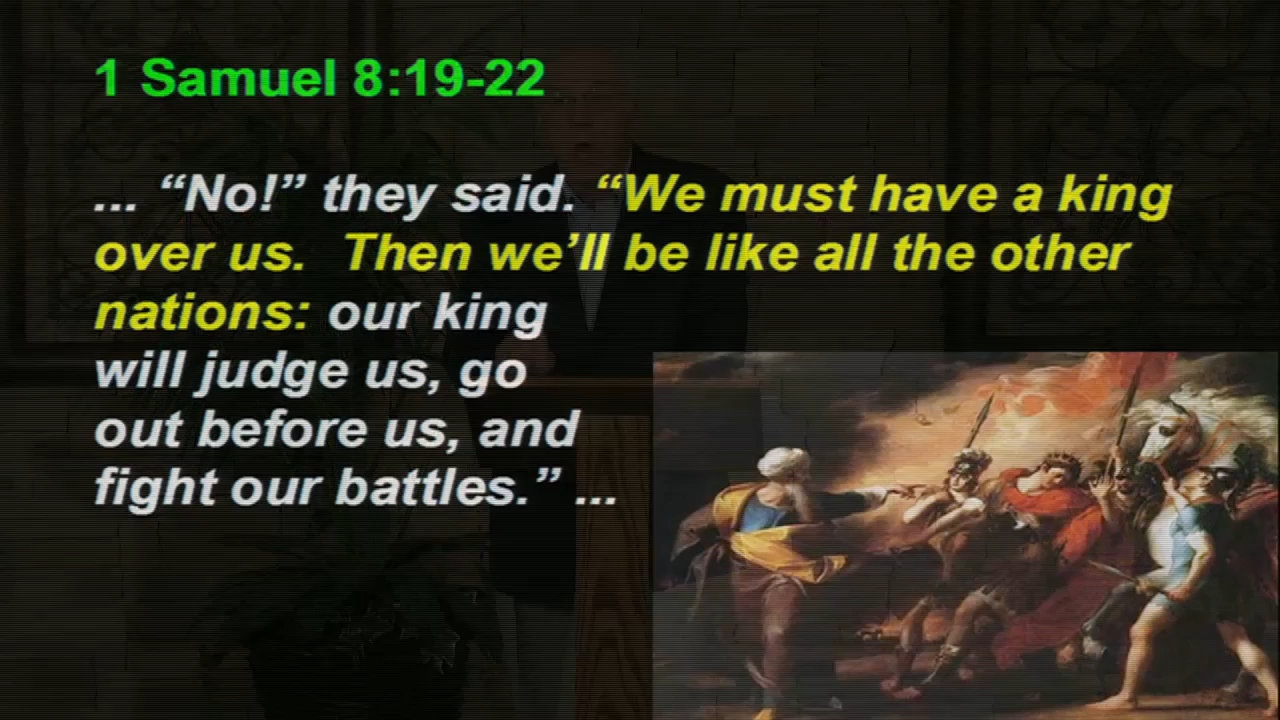 1 Samuel 8:19-22
... “No!” they said. “We must have a king
over us.  Then we’ll be like all the other
nations: our king
will judge us, go
out before us, and
fight our battles.” ...